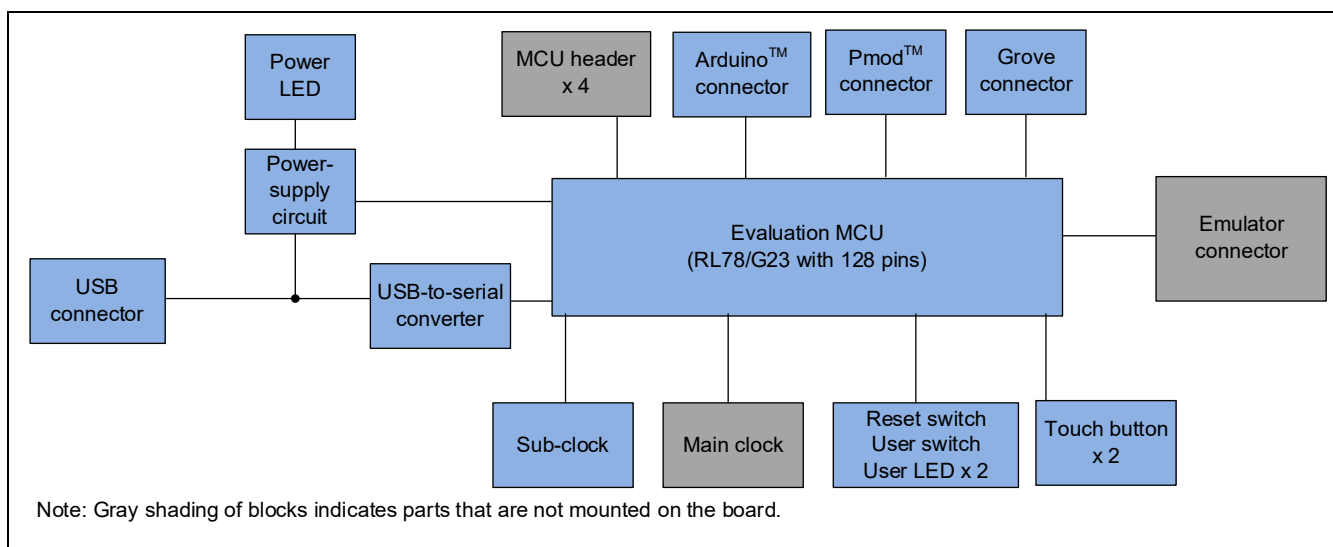 Power
LED
MCU header
x 4
Arduino™
connector
Pmod™
connector
Grove
connector
Power-
supply
circuit
Evaluation MCU
(RL78/G23 with 128 pins)
Emulator
connector
USB
connector
USB-to-serial
converter
Sub-clock
Main clock
Reset switch
User switch
User LED x 2
Touch button
x 2
Note: Gray shading of blocks indicates parts that are not mounted on the board.